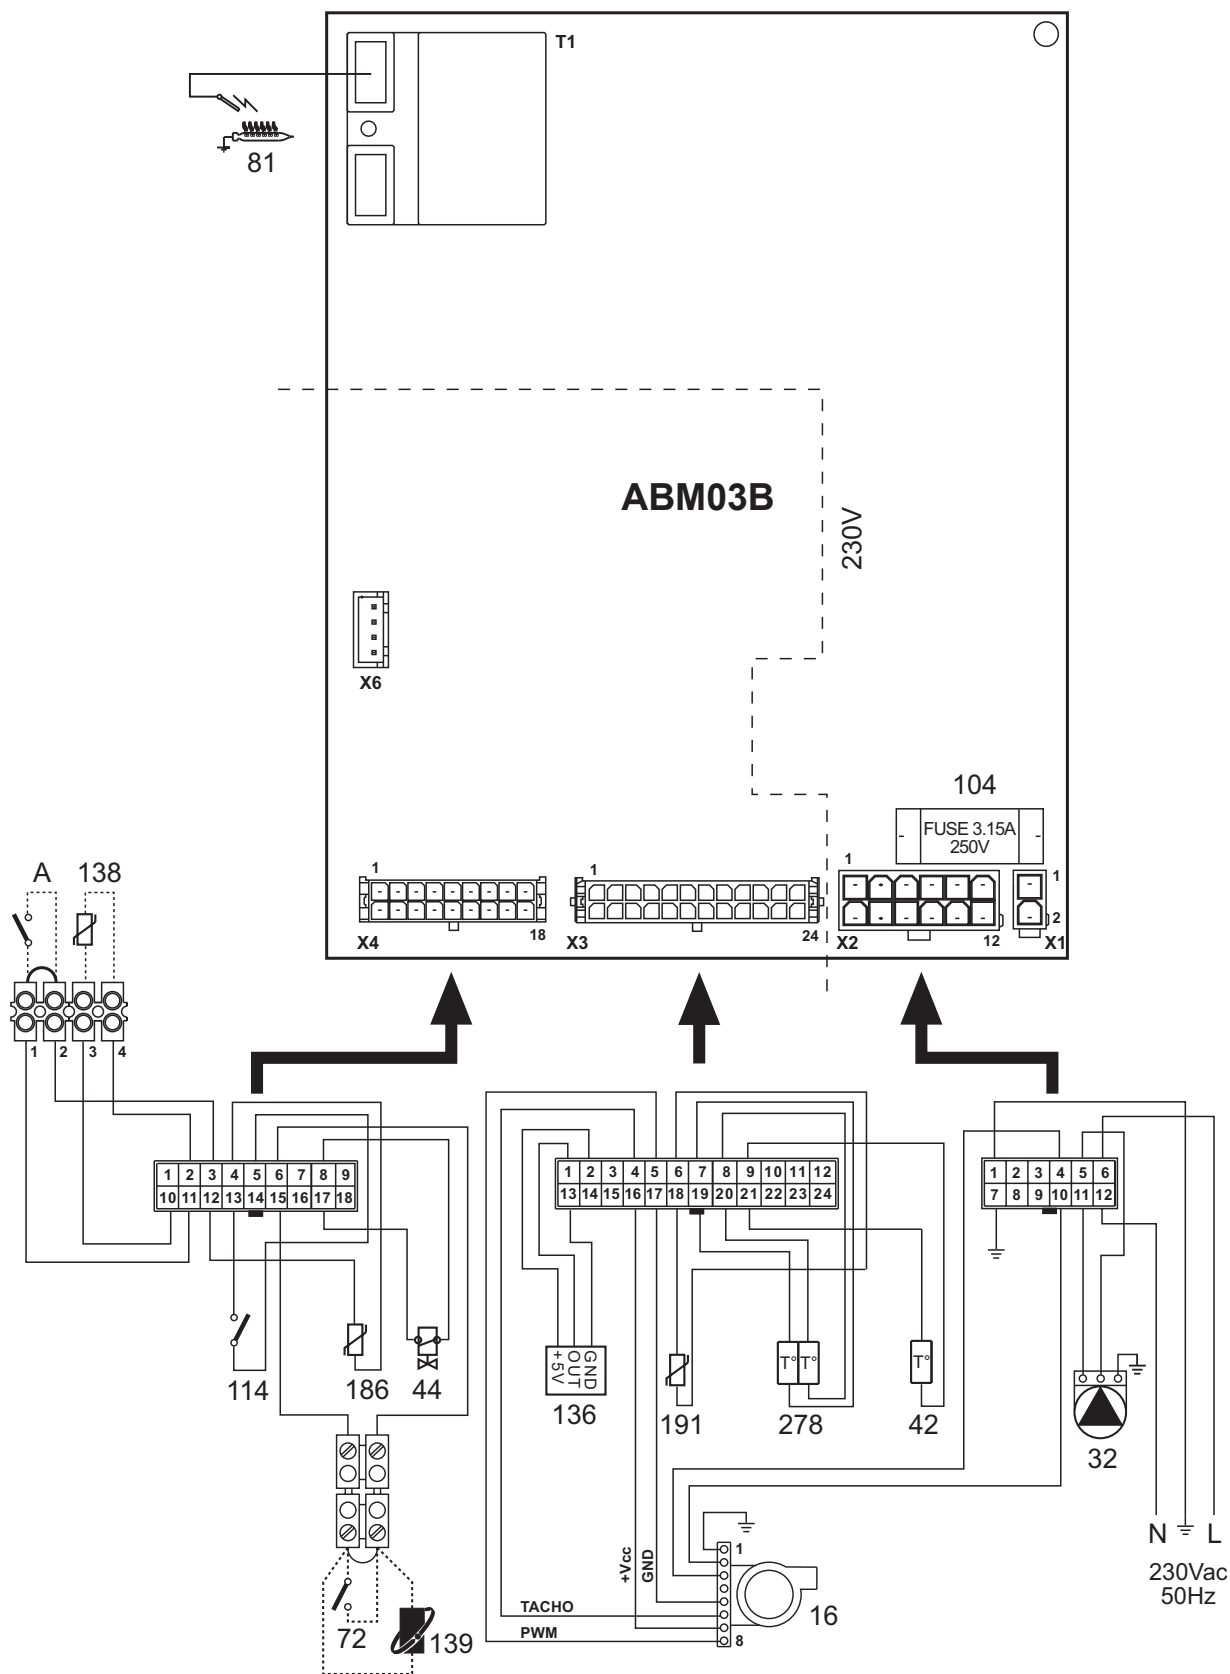 T1
81
ABM03B
230V
X6
104
FUSE 3.15A
250V
A 138
1
18
X4
1
24
X3
1
12
X2
1
2
X1
1 2 3 4
1 2 3 4 5 6 7 8 9
10 11 12 13 14 15 16 17 18
1 2 3 4 5 6 7 8 9 10 11 12
13 14 15 16 17 18 19 20 21 22 23 24
1 2 3 4 5 6
7 8 9 10 11 12
114
186
44
+5V
OUT
GND
136
191
T° T°
278
T°
42
32
N L
230Vac
50Hz
+Vcc
GND
TACHO
PWM
1
8
16
72
139